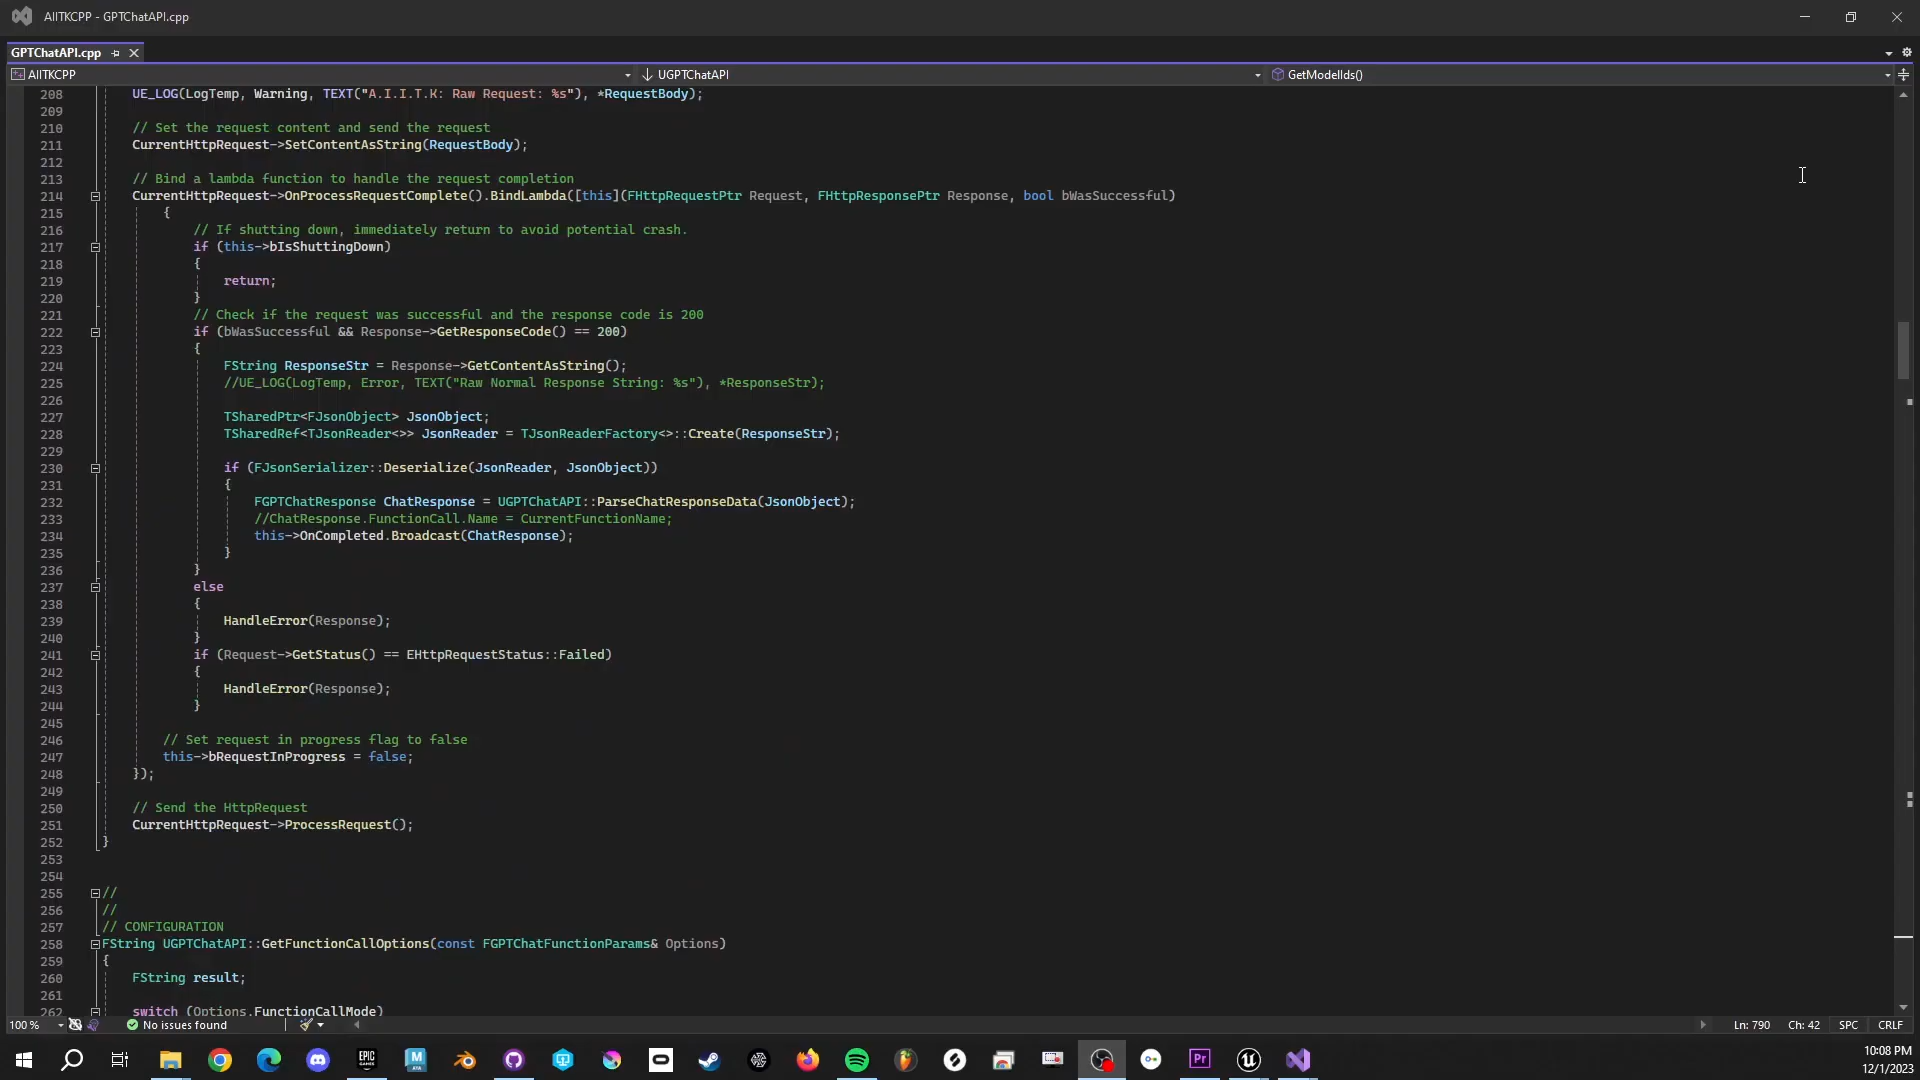 AIITKCPP - GPTChatAPI.cpp
GPTChatAPI.cpp
AIITKCPP
UGPTChatAPI
GetModelIds()
208 UE_LOG(LogTemp, Warning, TEXT("A.I.I.T.K: Raw Request: %s"), *RequestBody);
209
210 // Set the request content and send the request
211 CurrentHttpRequest->SetContentAsString(RequestBody);
212
213 // Bind a lambda function to handle the request completion
214 CurrentHttpRequest->OnProcessRequestComplete().BindLambda([this](FHttpRequestPtr Request, FHttpResponsePtr Response, bool bWasSuccessful)
215 {
216 // If shutting down, immediately return to avoid potential crash.
217 if (this->bIsShuttingDown)
218 {
219 return;
220 }
221 // Check if the request was successful and the response code is 200
222 if (bWasSuccessful && Response->GetResponseCode() == 200)
223 {
224 FString ResponseStr = Response->GetContentAsString();
225 //UE_LOG(LogTemp, Error, TEXT("Raw Normal Response String: %s"), *ResponseStr);
226
227 TSharedPtr<FJsonObject> JsonObject;
228 TSharedRef<TJsonReader<>> JsonReader = TJsonReaderFactory<>::Create(ResponseStr);
229
230 if (FJsonSerializer::Deserialize(JsonReader, JsonObject))
231 {
232 FGPTChatResponse ChatResponse = UGPTChatAPI::ParseChatResponseData(JsonObject);
233 //ChatResponse.FunctionCall.Name = CurrentFunctionName;
234 this->OnCompleted.Broadcast(ChatResponse);
235 }
236 }
237 else
238 {
239 HandleError(Response);
240 }
241 if (Request->GetStatus() == EHttpRequestStatus::Failed)
242 {
243 HandleError(Response);
244 }
245
246 // Set request in progress flag to false
247 this->bRequestInProgress = false;
248 });
249
250 // Send the HttpRequest
251 CurrentHttpRequest->ProcessRequest();
252 }
253
254
255 //
256 //
257 // CONFIGURATION
258 FString UGPTChatAPI::GetFunctionCallOptions(const FGPTChatFunctionParams& Options)
259 {
260 FString result;
261
262 switch (Options.FunctionCallMode)
100 %
No issues found
Ln: 790 Ch: 42 SPC CRLF
EPIC GAMES
M
Pr
10:08 PM
12/1/2023